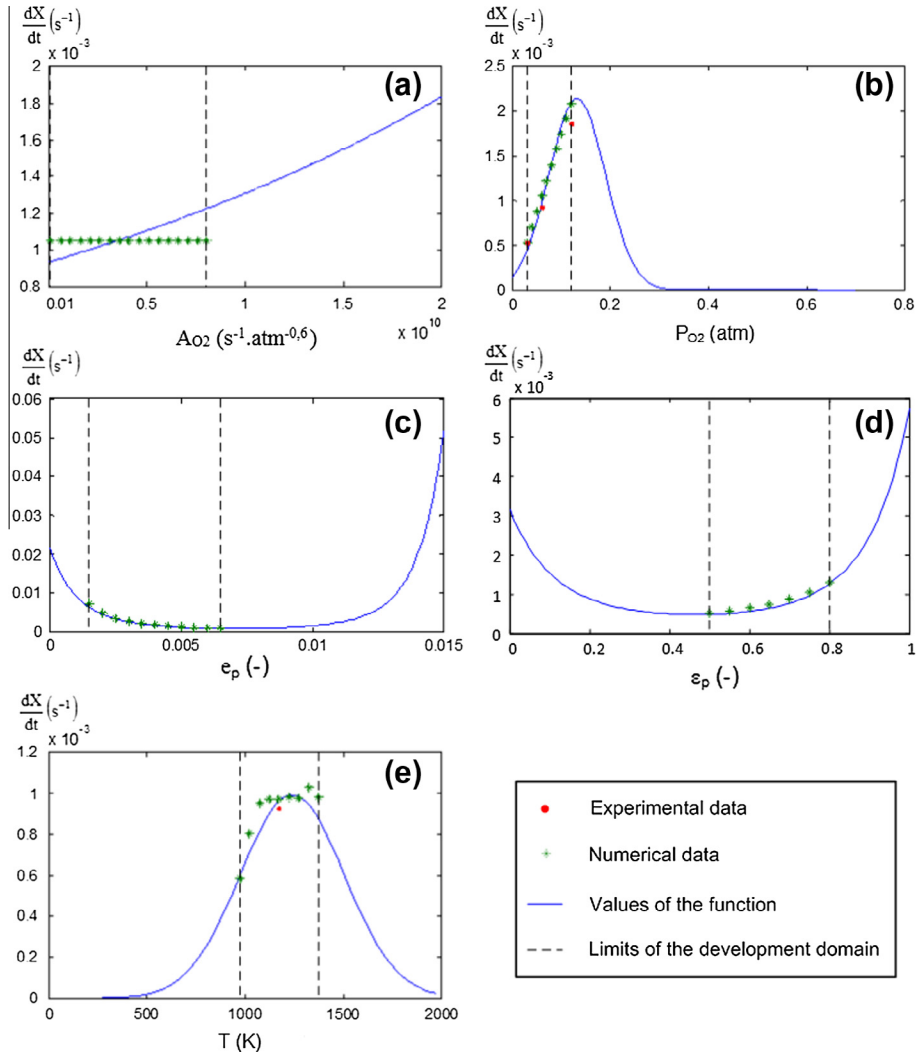 dX/dt (s⁻¹)
x 10⁻³
(a)
2
1.8
1.6
1.4
1.2
1
0.8
0.01
0.5
1
1.5
2
x 10¹⁰
AO2 (s⁻¹.atm⁻⁰,⁶)
dX/dt (s⁻¹)
x 10⁻³
(b)
2.5
2
1.5
1
0.5
0
0
0.2
0.4
0.6
0.8
PO2 (atm)
dX/dt (s⁻¹)
(c)
0.06
0.05
0.04
0.03
0.02
0.01
0
0
0.005
0.01
0.015
ep (-)
dX/dt (s⁻¹)
x 10⁻³
(d)
6
5
4
3
2
1
0
0
0.2
0.4
0.6
0.8
1
εp (-)
dX/dt (s⁻¹)
x 10⁻³
(e)
1.2
1
0.8
0.6
0.4
0.2
0
0
500
1000
1500
2000
T (K)
Experimental data
Numerical data
Values of the function
Limits of the development domain